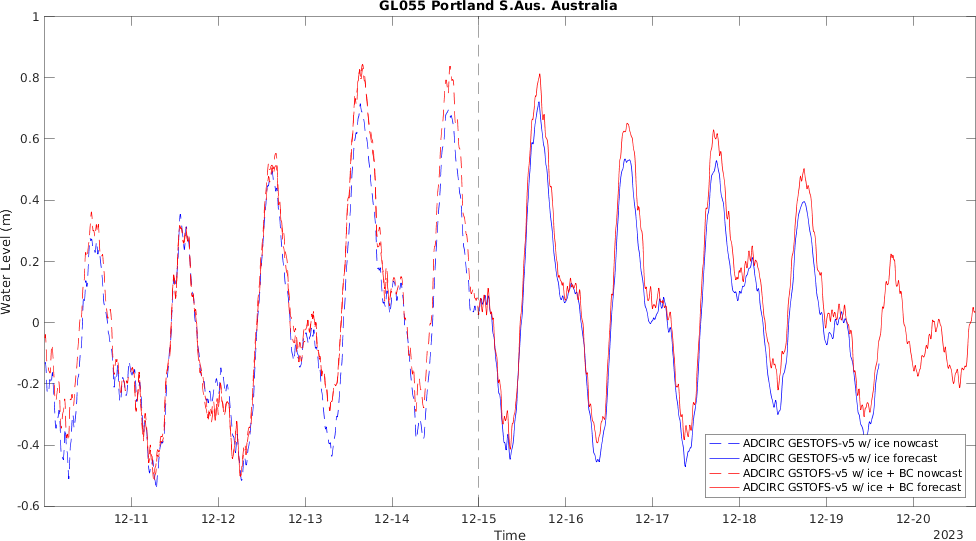 GL055 Portland S.Aus. Australia
Water Level (m)
1
0.8
0.6
0.4
0.2
0
-0.2
-0.4
-0.6
ADCIRC GESTOFS-v5 w/ ice nowcast
ADCIRC GESTOFS-v5 w/ ice forecast
ADCIRC GSTOFS-v5 w/ ice + BC nowcast
ADCIRC GSTOFS-v5 w/ ice + BC forecast
12-11 12-12 12-13 12-14 12-15 12-16 12-17 12-18 12-19 12-20
Time
2023